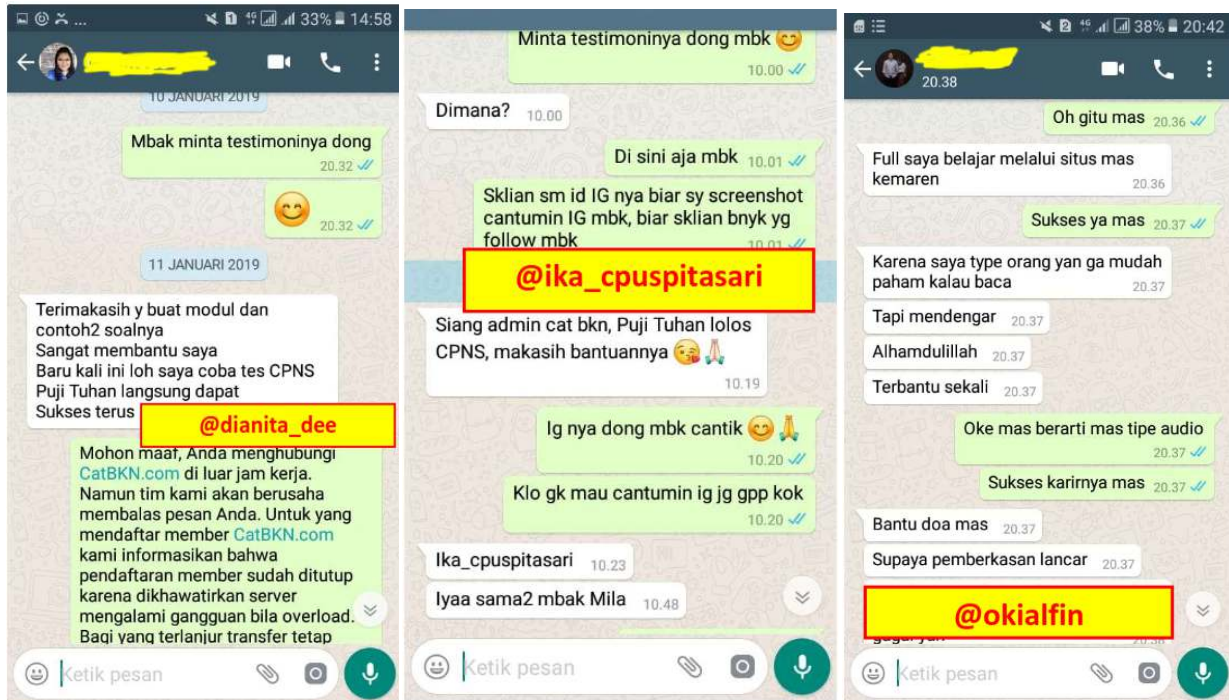 33% 14:58
10 JANUARI 2019
Mbak minta testimoninya dong
20.32
20.32
11 JANUARI 2019
Terimakasih y buat modul dan
contoh2 soalnya
Sangat membantu saya
Baru kali ini loh saya coba tes CPNS
Puji Tuhan langsung dapat
Sukses terus
@dianita_dee
Mohon maaf, Anda menghubungi
CatBKN.com di luar jam kerja.
Namun tim kami akan berusaha
membalas pesan Anda. Untuk yang
mendaftar member CatBKN.com
kami informasikan bahwa
pendaftaran member sudah ditutup
karena dikhawatirkan server
mengalami gangguan bila overload.
Bagi yang terlanjur transfer tetap
Ketik pesan
Minta testimoninya dong mbk
10.00
Dimana? 10.00
Di sini aja mbk 10.01
Sklian sm id IG nya biar sy screenshot
cantumin IG mbk, biar sklian bnyk yg
follow mbk
10.01
@ika_cpuspitasari
Siang admin cat bkn, Puji Tuhan lolos
CPNS, makasih bantuannya
10.19
Ig nya dong mbk cantik
10.20
Klo gk mau cantumin ig jg gpp kok
10.20
Ika_cpuspitasari 10.23
Iyaa sama2 mbak Mila 10.48
Ketik pesan
4G 38% 20:42
20.38
Oh gitu mas 20.36
Full saya belajar melalui situs mas
kemaren 20.36
Sukses ya mas 20.37
Karena saya type orang yan ga mudah
paham kalau baca 20.37
Tapi mendengar 20.37
Alhamdulillah 20.37
Terbantu sekali 20.37
Oke mas berarti mas tipe audio
20.37
Sukses karirnya mas 20.37
Bantu doa mas 20.37
Supaya pemberkasan lancar 20.37
@okialfin
Ketik pesan